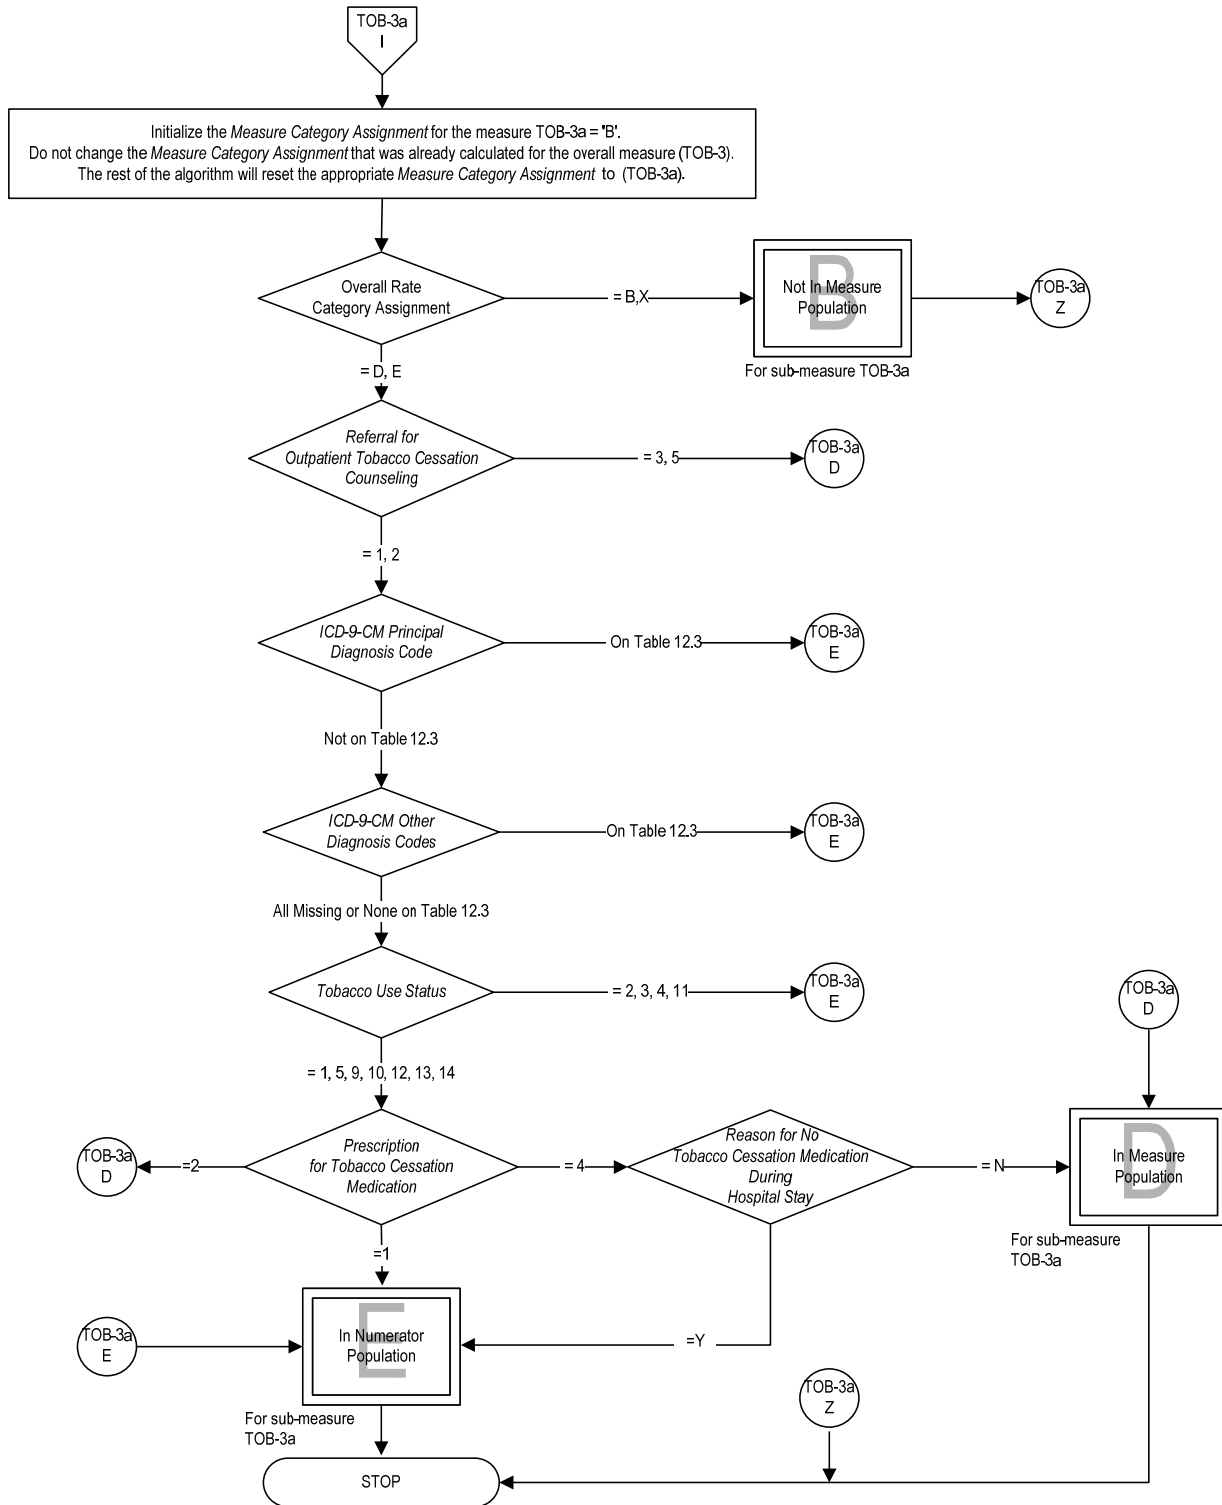 TOB-3a
I
Initialize the Measure Category Assignment for the measure TOB-3a = 'B'.
Do not change the Measure Category Assignment that was already calculated for the overall measure (TOB-3).
The rest of the algorithm will reset the appropriate Measure Category Assignment to (TOB-3a).
Overall Rate
Category Assignment
= B,X
B
Not In Measure
Population
For sub-measure TOB-3a
TOB-3a
Z
= D, E
Referral for
Outpatient Tobacco Cessation
Counseling
= 3, 5
TOB-3a
D
= 1, 2
ICD-9-CM Principal
Diagnosis Code
On Table 12.3
TOB-3a
E
Not on Table 12.3
ICD-9-CM Other
Diagnosis Codes
On Table 12.3
TOB-3a
E
All Missing or None on Table 12.3
Tobacco Use Status
= 2, 3, 4, 11
TOB-3a
E
TOB-3a
D
= 1, 5, 9, 10, 12, 13, 14
TOB-3a
D
=2
Prescription
for Tobacco Cessation
Medication
= 4
Reason for No
Tobacco Cessation Medication
During
Hospital Stay
= N
D
In Measure
Population
For sub-measure
TOB-3a
=1
TOB-3a
E
E
In Numerator
Population
=Y
For sub-measure
TOB-3a
TOB-3a
Z
STOP